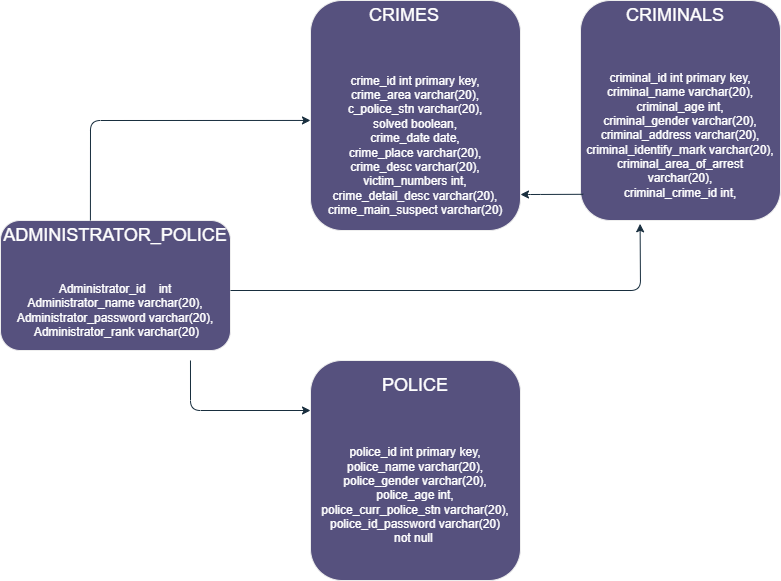 CRIMES
crime_id int primary key,
crime_area varchar(20),
c_police_stn varchar(20),
solved boolean,
crime_date date,
crime_place varchar(20),
crime_desc varchar(20),
victim_numbers int,
crime_detail_desc varchar(20),
crime_main_suspect varchar(20)
CRIMINALS
criminal_id int primary key,
criminal_name varchar(20),
criminal_age int,
criminal_gender varchar(20),
criminal_address varchar(20),
criminal_identify_mark varchar(20),
criminal_area_of_arrest
varchar(20),
criminal_crime_id int,
ADMINISTRATOR_POLICE
Administrator_id int
Administrator_name varchar(20),
Administrator_password varchar(20),
Administrator_rank varchar(20)
POLICE
police_id int primary key,
police_name varchar(20),
police_gender varchar(20),
police_age int,
police_curr_police_stn varchar(20),
police_id_password varchar(20)
not null